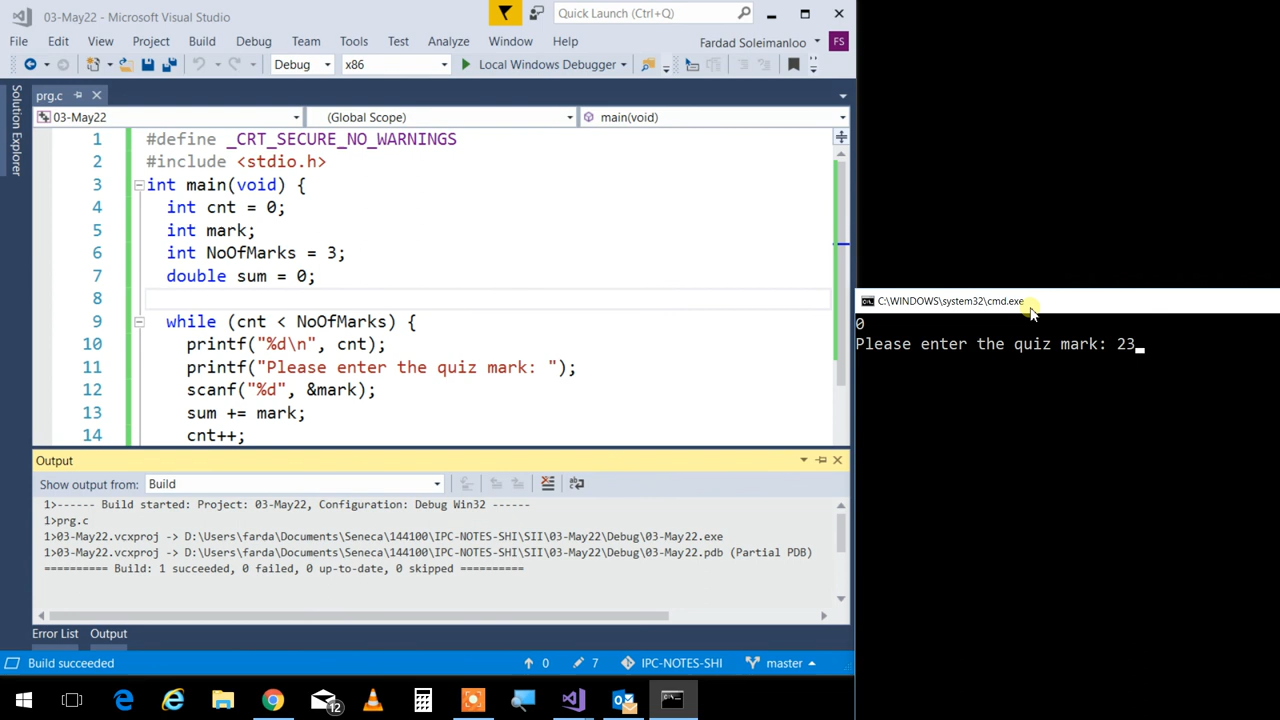 03-May22 - Microsoft Visual Studio
Quick Launch (Ctrl+Q)
File Edit View Project Build Debug Team Tools Test Analyze Window Help
Fardad Soleimanloo FS
Debug x86 Local Windows Debugger
Solution Explorer
prg.c
03-May22 (Global Scope) main(void)
1 #define _CRT_SECURE_NO_WARNINGS
2 #include <stdio.h>
3 int main(void) {
4 int cnt = 0;
5 int mark;
6 int NoOfMarks = 3;
7 double sum = 0;
8
9 while (cnt < NoOfMarks) {
10 printf("%d\n", cnt);
11 printf("Please enter the quiz mark: ");
12 scanf("%d", &mark);
13 sum += mark;
14 cnt++;
C:\WINDOWS\system32\cmd.exe
0
Please enter the quiz mark: 23
Output
Show output from: Build
1>------ Build started: Project: 03-May22, Configuration: Debug Win32 ------
1>prg.c
1>03-May22.vcxproj -> D:\Users\farda\Documents\Seneca\144100\IPC-NOTES-SHI\SII\03-May22\Debug\03-May22.exe
1>03-May22.vcxproj -> D:\Users\farda\Documents\Seneca\144100\IPC-NOTES-SHI\SII\03-May22\Debug\03-May22.pdb (Partial PDB)
========== Build: 1 succeeded, 0 failed, 0 up-to-date, 0 skipped ==========
Error List Output
Build succeeded 0 7 IPC-NOTES-SHI master
12